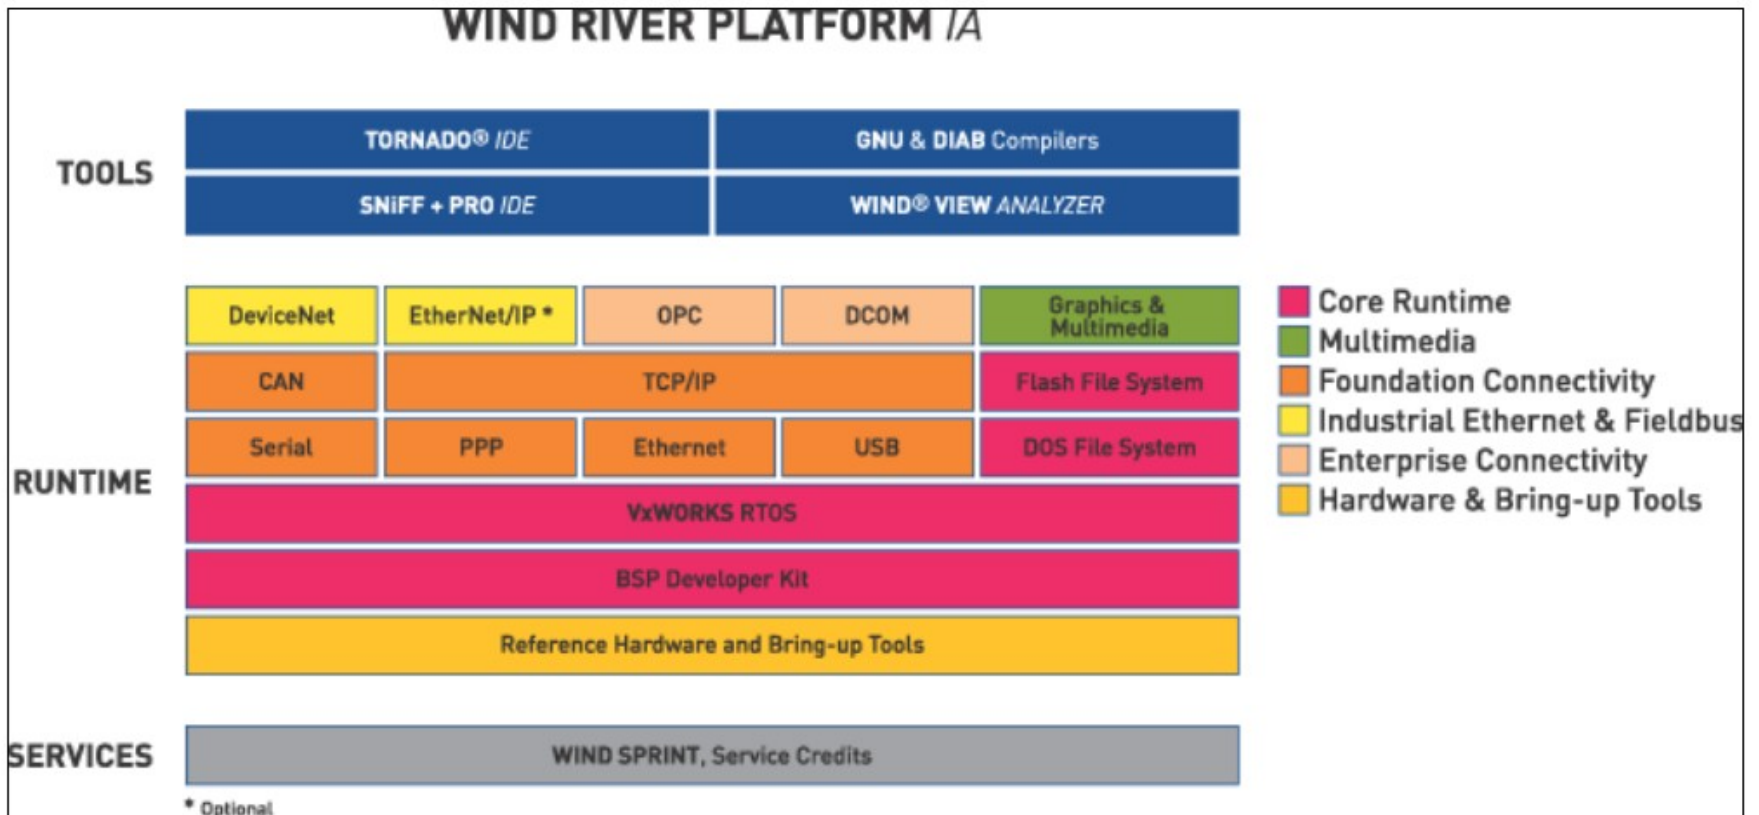 WIND RIVER PLATFORM IA
TOOLS
TORNADO® IDE
GNU & DIAB Compilers
SNiFF + PRO IDE
WIND® VIEW ANALYZER
RUNTIME
DeviceNet
EtherNet/IP *
OPC
DCOM
Graphics &
Multimedia
CAN
TCP/IP
Flash File System
Serial
PPP
Ethernet
USB
DOS File System
VxWORKS RTOS
BSP Developer Kit
Reference Hardware and Bring-up Tools
Core Runtime
Multimedia
Foundation Connectivity
Industrial Ethernet & Fieldbus
Enterprise Connectivity
Hardware & Bring-up Tools
SERVICES
WIND SPRINT, Service Credits
* Optional